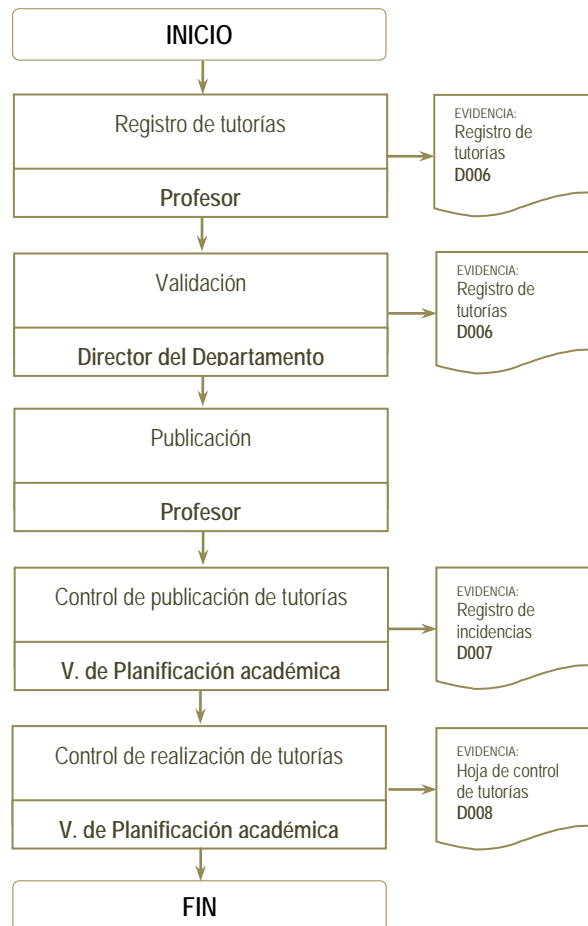 INICIO
Registro de tutorías
Profesor
EVIDENCIA:
Registro de
tutorías
D006
Validación
Director del Departamento
EVIDENCIA:
Registro de
tutorías
D006
Publicación
Profesor
Control de publicación de tutorías
V. de Planificación académica
EVIDENCIA:
Registro de
incidencias
D007
Control de realización de tutorías
V. de Planificación académica
EVIDENCIA:
Hoja de control
de tutorías
D008
FIN